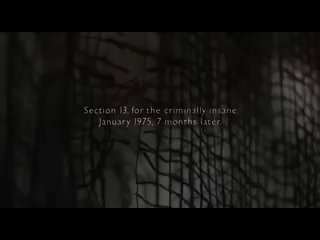 Section 13, for the criminally insane.
January 1975, 7 months later.